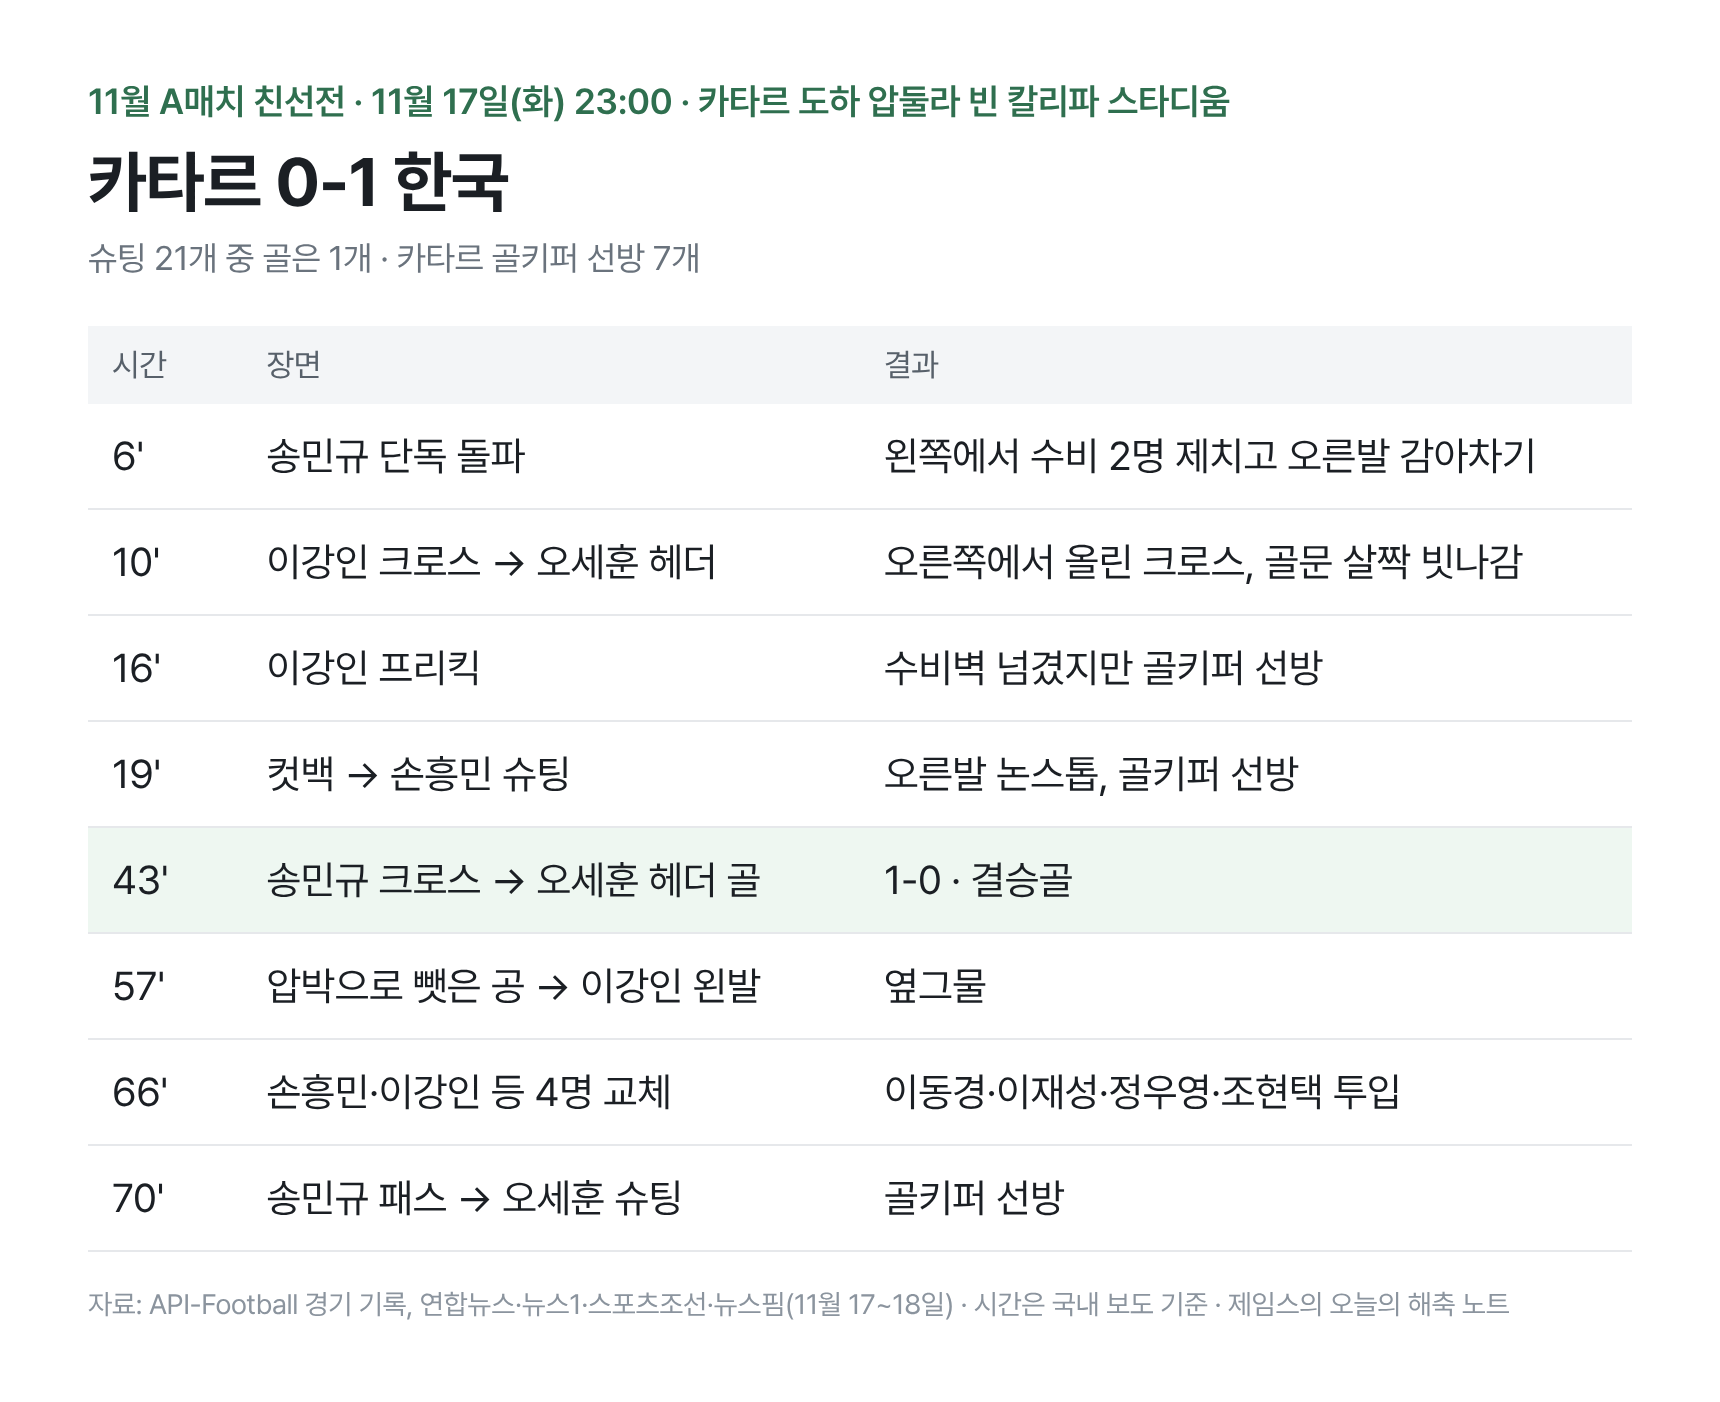 11월 A매치 친선전 · 11월 17일(화) 23:00 · 카타르 도하 압둘라 빈 칼리파 스타디움
카타르 0-1 한국
슈팅 21개 중 골은 1개 · 카타르 골키퍼 선방 7개
시간 장면 결과
6' 송민규 단독 돌파 왼쪽에서 수비 2명 제치고 오른발 감아차기
10' 이강인 크로스 → 오세훈 헤더 오른쪽에서 올린 크로스, 골문 살짝 빗나감
16' 이강인 프리킥 수비벽 넘겼지만 골키퍼 선방
19' 컷백 → 손흥민 슈팅 오른발 논스톱, 골키퍼 선방
43' 송민규 크로스 → 오세훈 헤더 골 1-0 · 결승골
57' 압박으로 뺏은 공 → 이강인 왼발 옆그물
66' 손흥민·이강인 등 4명 교체 이동경·이재성·정우영·조현택 투입
70' 송민규 패스 → 오세훈 슈팅 골키퍼 선방
자료: API-Football 경기 기록, 연합뉴스·뉴스1·스포츠조선·뉴스핌(11월 17~18일) · 시간은 국내 보도 기준 · 제임스의 오늘의 해축 노트